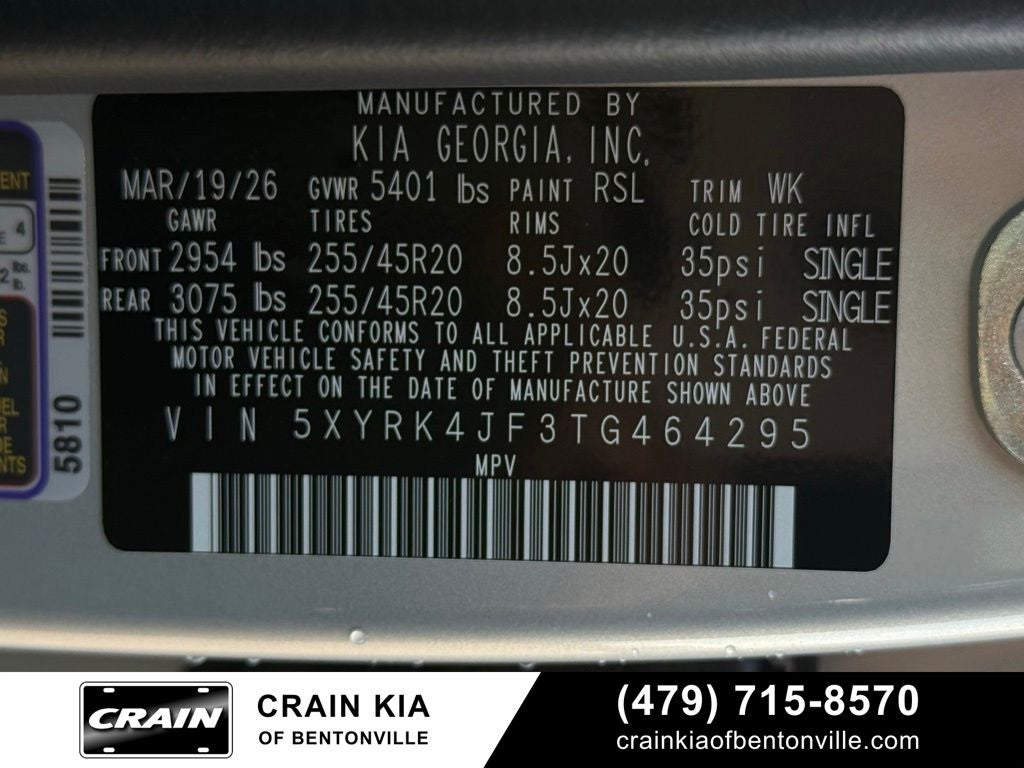 MANUFACTURED BY
KIA GEORGIA, INC.
MAR/19/26 GVWR 5401 lbs PAINT RSL TRIM WK
GAWR TIRES RIMS COLD TIRE INFL
FRONT 2954 lbs 255/45R20 8.5Jx20 35psi SINGLE
REAR 3075 lbs 255/45R20 8.5Jx20 35psi SINGLE
THIS VEHICLE CONFORMS TO ALL APPLICABLE U.S.A. FEDERAL
MOTOR VEHICLE SAFETY AND THEFT PREVENTION STANDARDS
IN EFFECT ON THE DATE OF MANUFACTURE SHOWN ABOVE
VIN 5XYRK4JF3TG464295
MPV
5810
4
lbs.
lb.
CRAIN
CRAIN KIA
OF BENTONVILLE
(479) 715-8570
crainkiaofbentonville.com